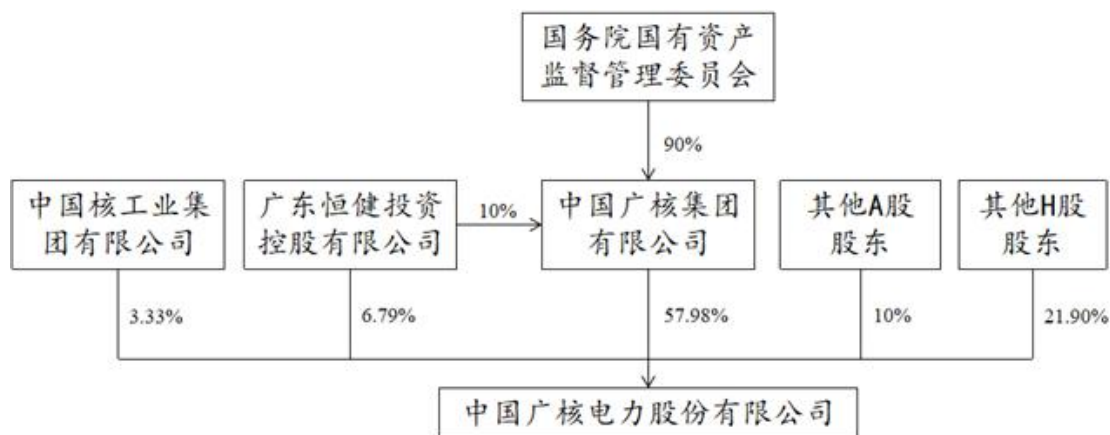 国务院国有资产
监督管理委员会
90%
中国核工业集
团有限公司
广东恒健投资
控股有限公司
10%
中国广核集团
有限公司
其他A股
股东
其他H股
股东
3.33%
6.79%
57.98%
10%
21.90%
中国广核电力股份有限公司